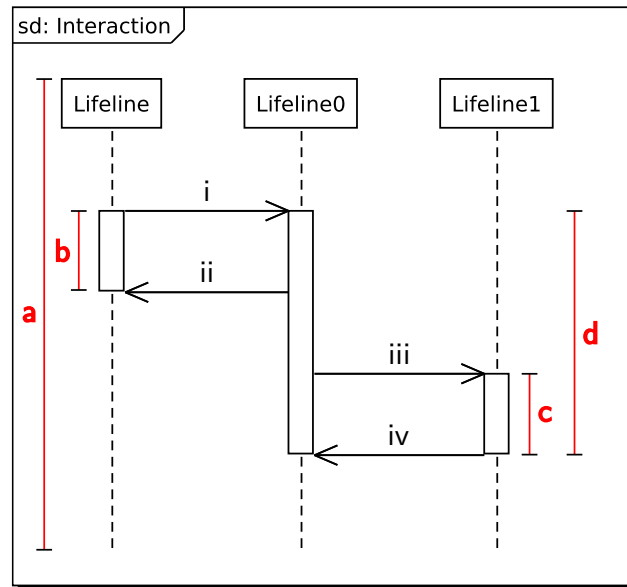 sd: Interaction
Lifeline
Lifeline0
Lifeline1
i
b
ii
a
d
iii
c
iv